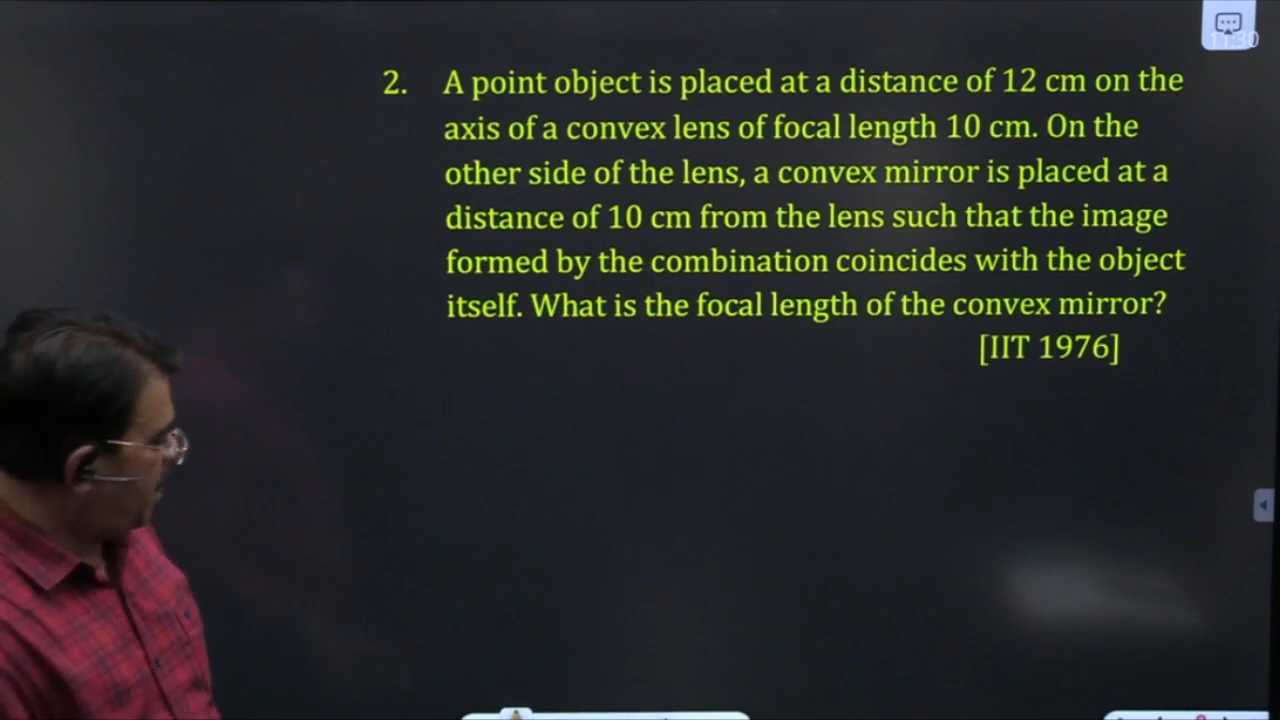 11:30
2. A point object is placed at a distance of 12 cm on the
axis of a convex lens of focal length 10 cm. On the
other side of the lens, a convex mirror is placed at a
distance of 10 cm from the lens such that the image
formed by the combination coincides with the object
itself. What is the focal length of the convex mirror?
[IIT 1976]